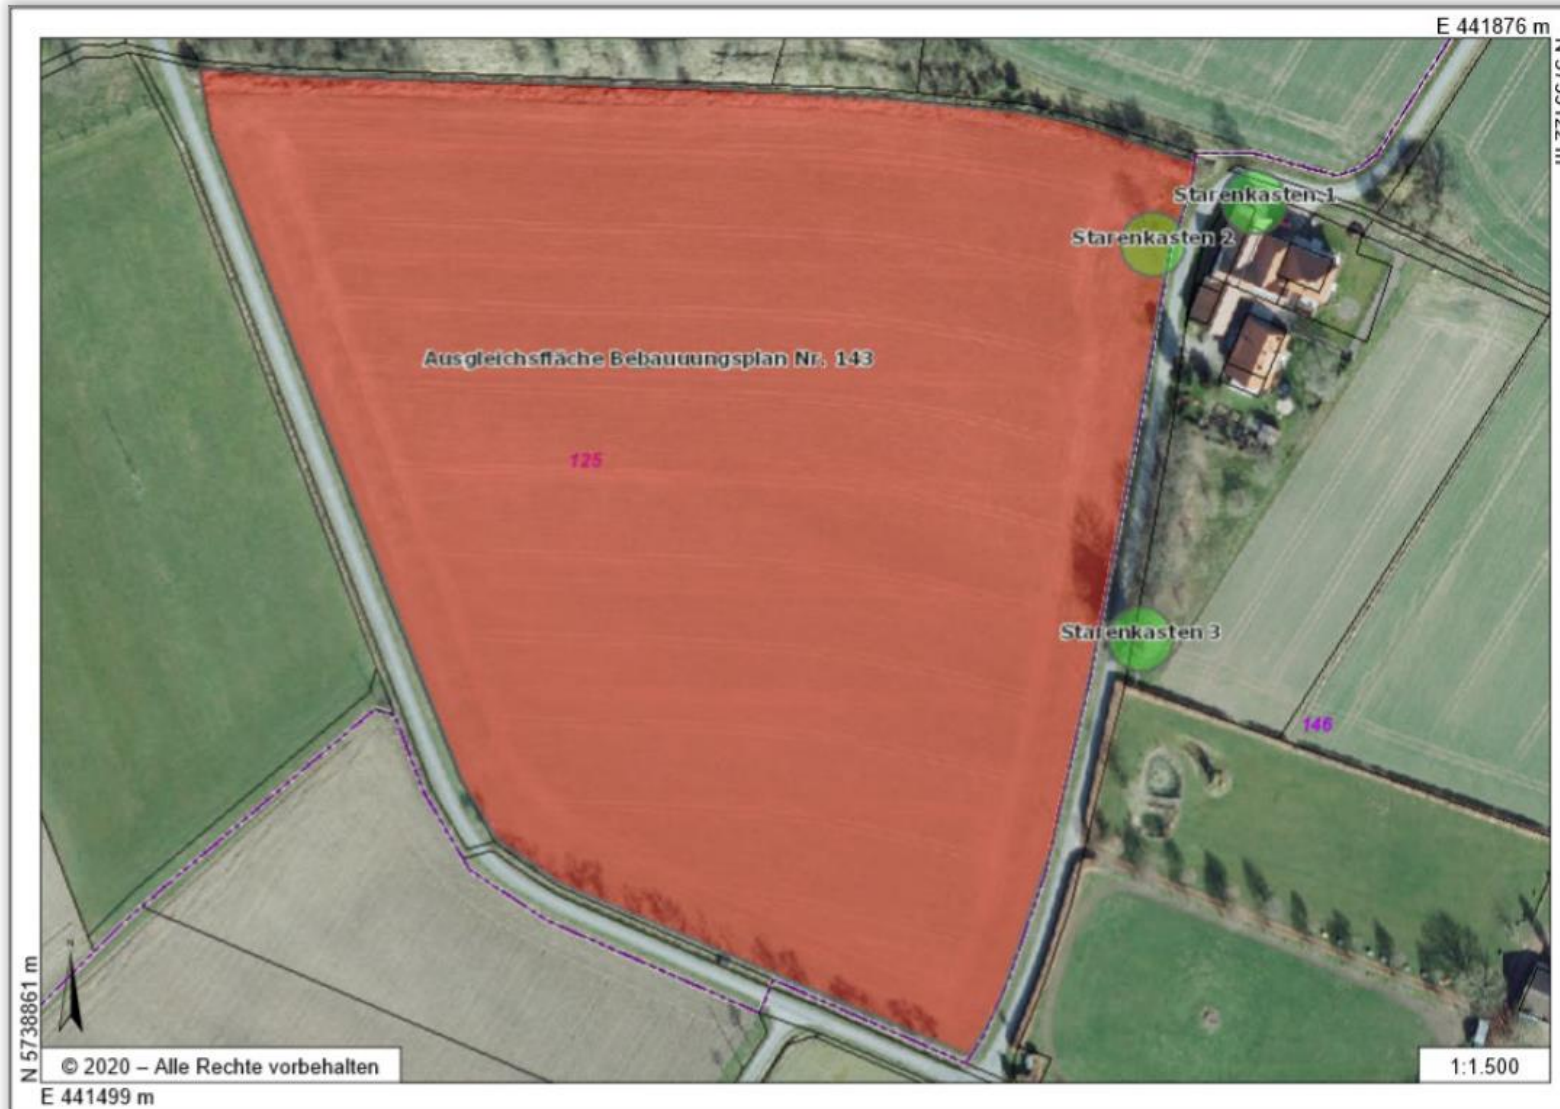 E 441876 m
Starenkasten 1
Starenkasten 2
Ausgleichsfläche Bebauuungsplan Nr. 143
125
Starenkasten 3
146
N
N 5738861 m
© 2020 – Alle Rechte vorbehalten
1:1.500
E 441499 m